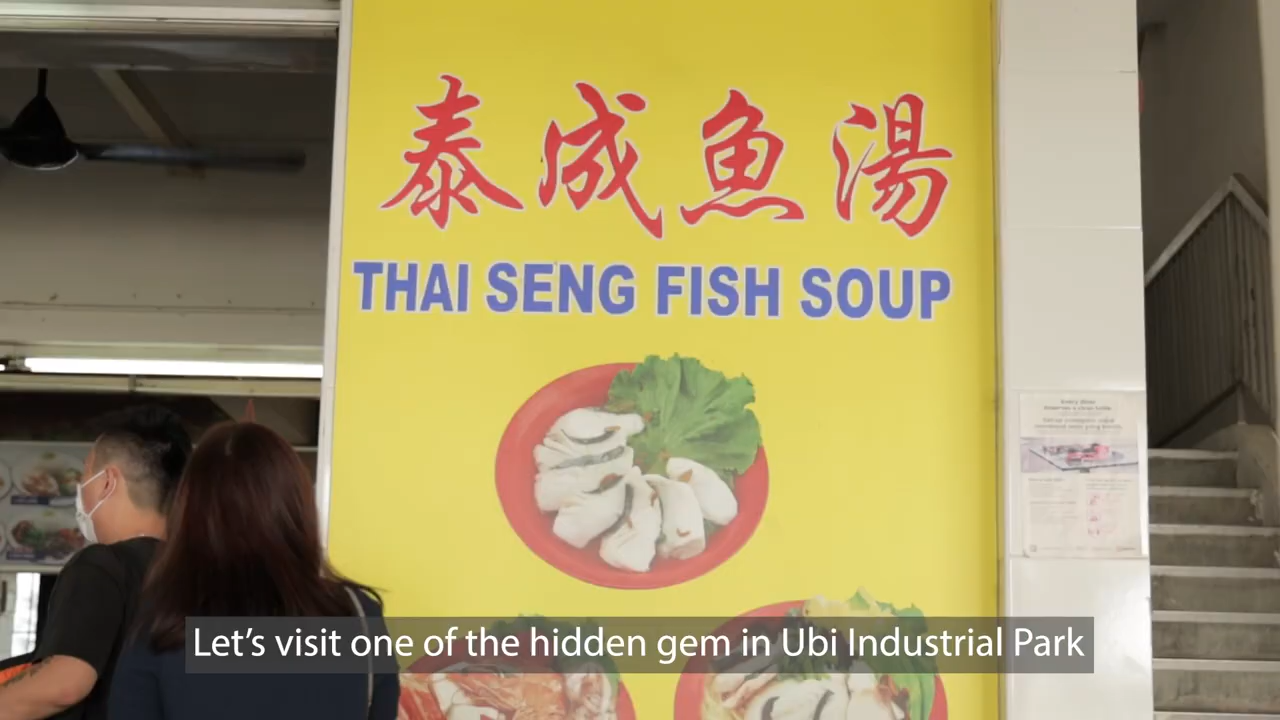 泰成魚湯
THAI SENG FISH SOUP
Let's visit one of the hidden gem in Ubi Industrial Park